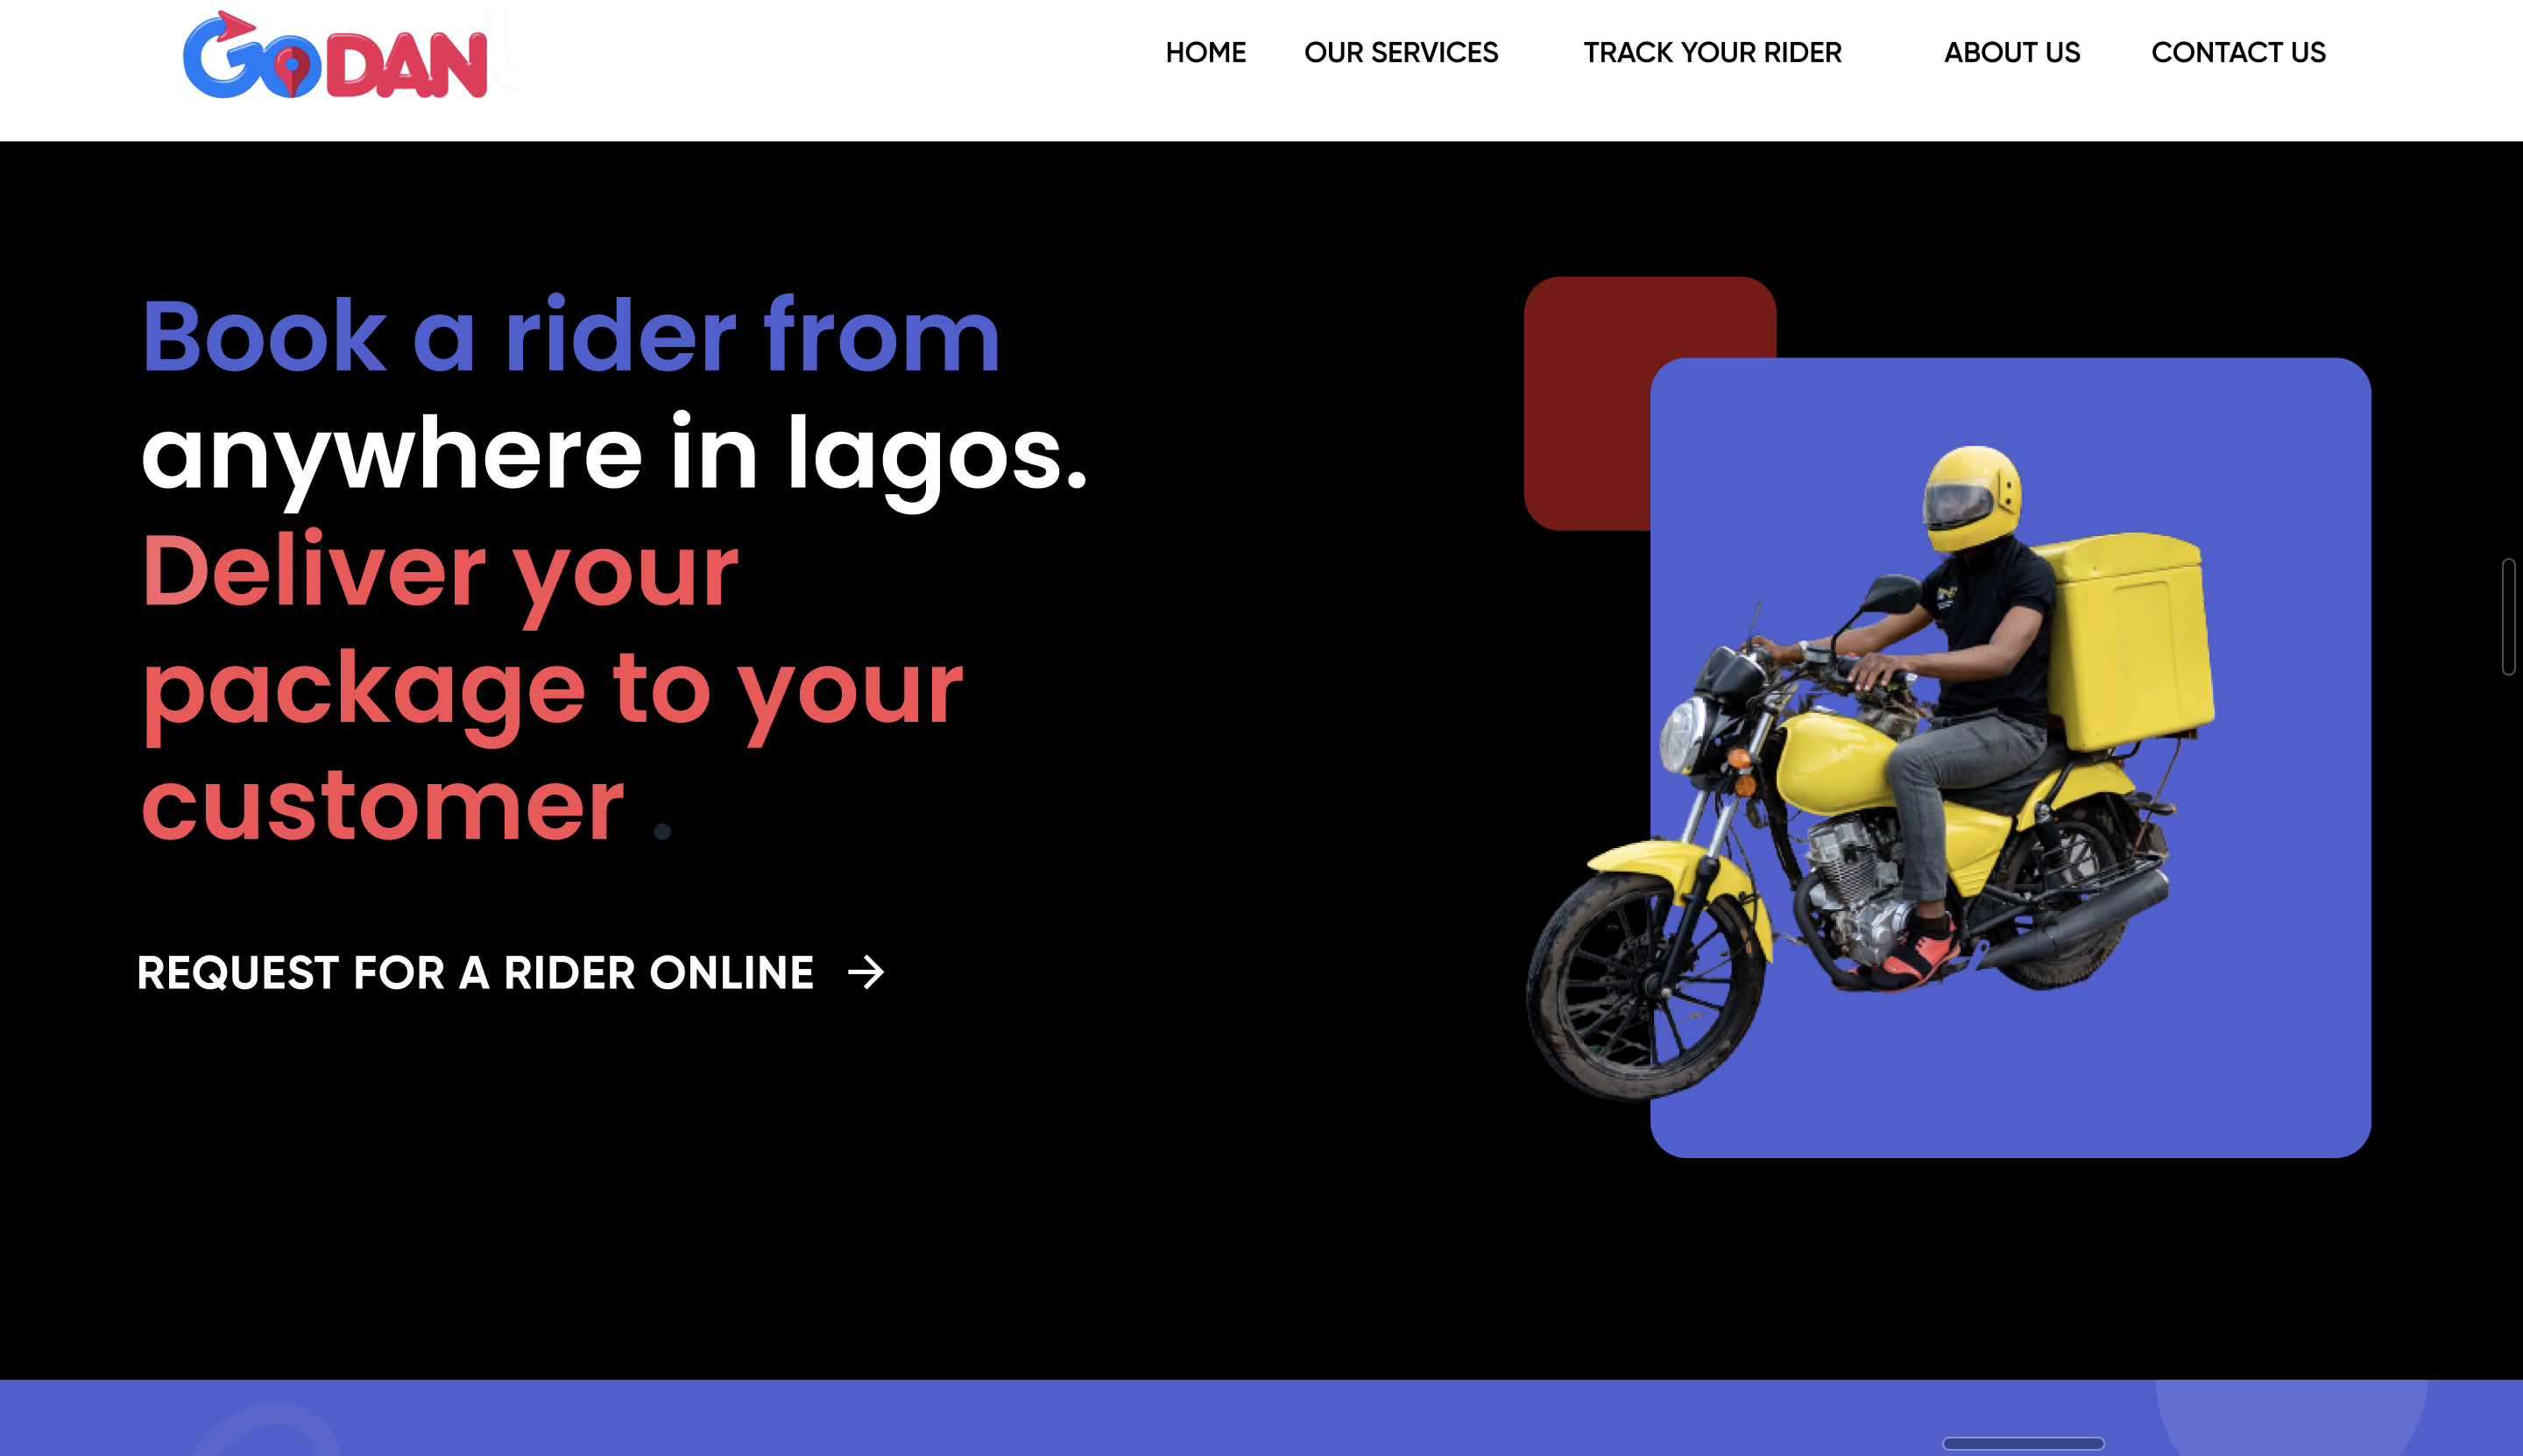 GODAN
HOME OUR SERVICES TRACK YOUR RIDER ABOUT US CONTACT US
Book a rider from
anywhere in lagos.
Deliver your
package to your
customer .
REQUEST FOR A RIDER ONLINE →